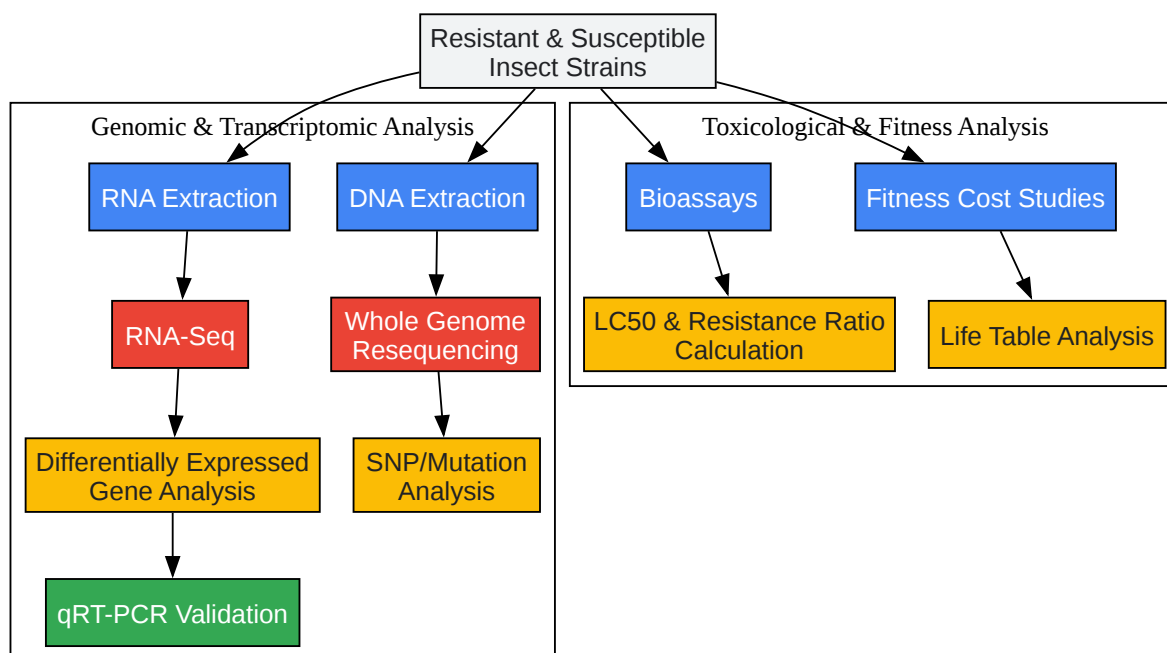 Resistant & Susceptible
Insect Strains
Genomic & Transcriptomic Analysis
Toxicological & Fitness Analysis
RNA Extraction
DNA Extraction
Bioassays
Fitness Cost Studies
RNA-Seq
Whole Genome
Resequencing
LC50 & Resistance Ratio
Calculation
Life Table Analysis
Differentially Expressed
Gene Analysis
SNP/Mutation
Analysis
qRT-PCR Validation